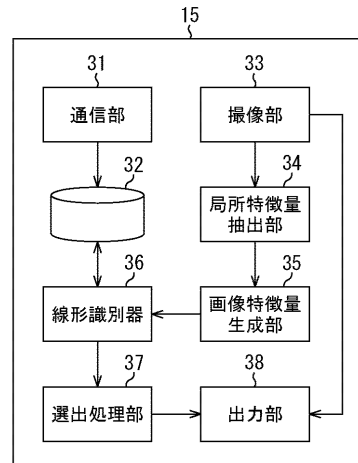 15
31
通信部
33
撮像部
32
34
局所特徴量
抽出部
36
線形識別器
35
画像特徴量
生成部
37
選出処理部
38
出力部